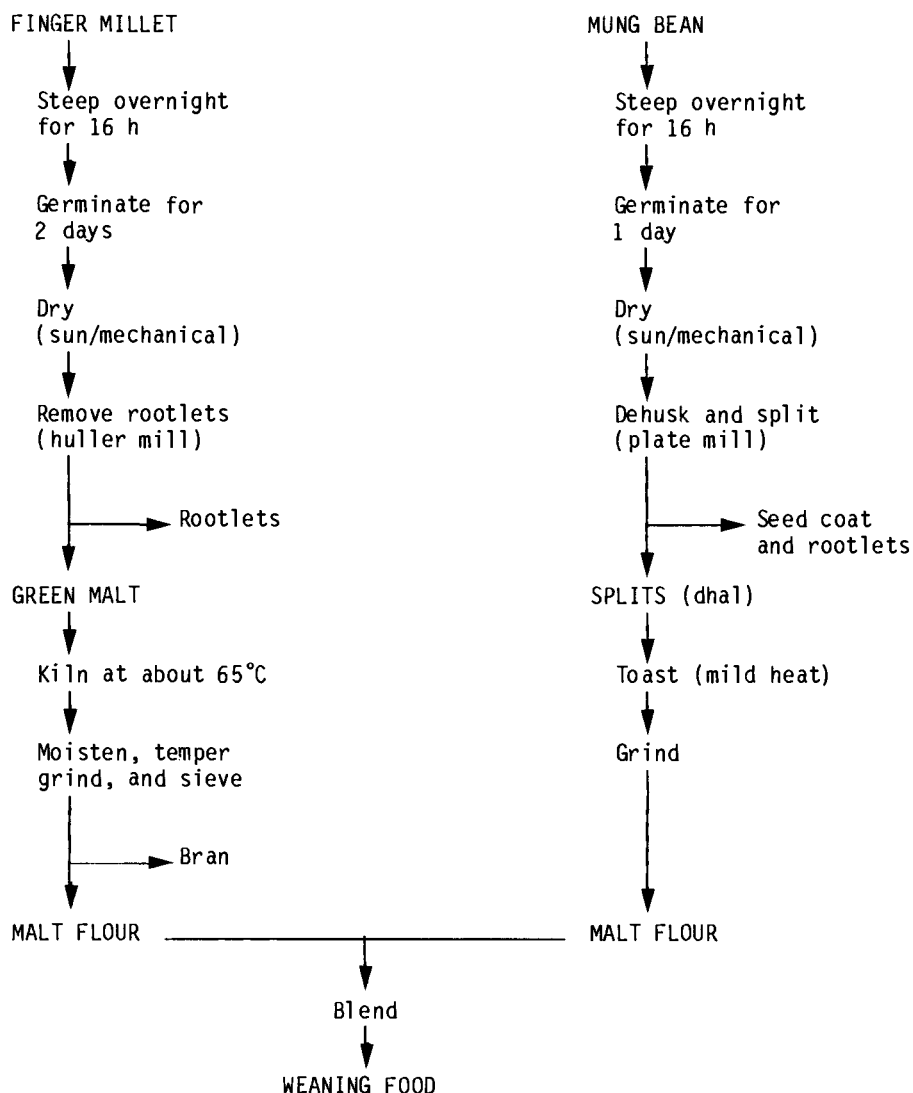 FINGER MILLET
Steep overnight
for 16 h
Germinate for
2 days
Dry
(sun/mechanical)
Remove rootlets
(huller mill)
Rootlets
GREEN MALT
Kiln at about 65°C
Moisten, temper
grind, and sieve
Bran
MALT FLOUR
MUNG BEAN
Steep overnight
for 16 h
Germinate for
1 day
Dry
(sun/mechanical)
Dehusk and split
(plate mill)
Seed coat
and rootlets
SPLITS (dhal)
Toast (mild heat)
Grind
MALT FLOUR
Blend
WEANING FOOD